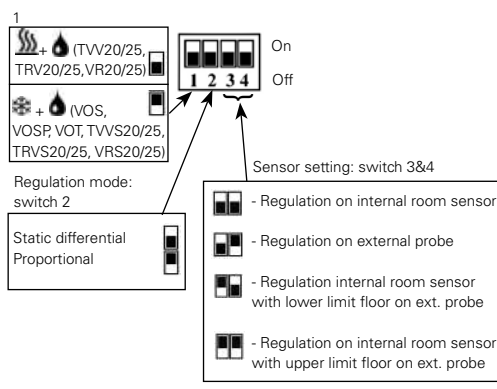 1
+ (TVV20/25,
TRV20/25,VR20/25)
+ (VOS,
VOSP, VOT, TVVS20/25,
TRVS20/25, VRS20/25)
On
Off
1 2 3 4
Regulation mode:
switch 2
Static differential
Proportional
Sensor setting: switch 3&4
- Regulation on internal room sensor
- Regulation on external probe
- Regulation internal room sensor
with lower limit floor on ext. probe
- Regulation on internal room sensor
with upper limit floor on ext. probe